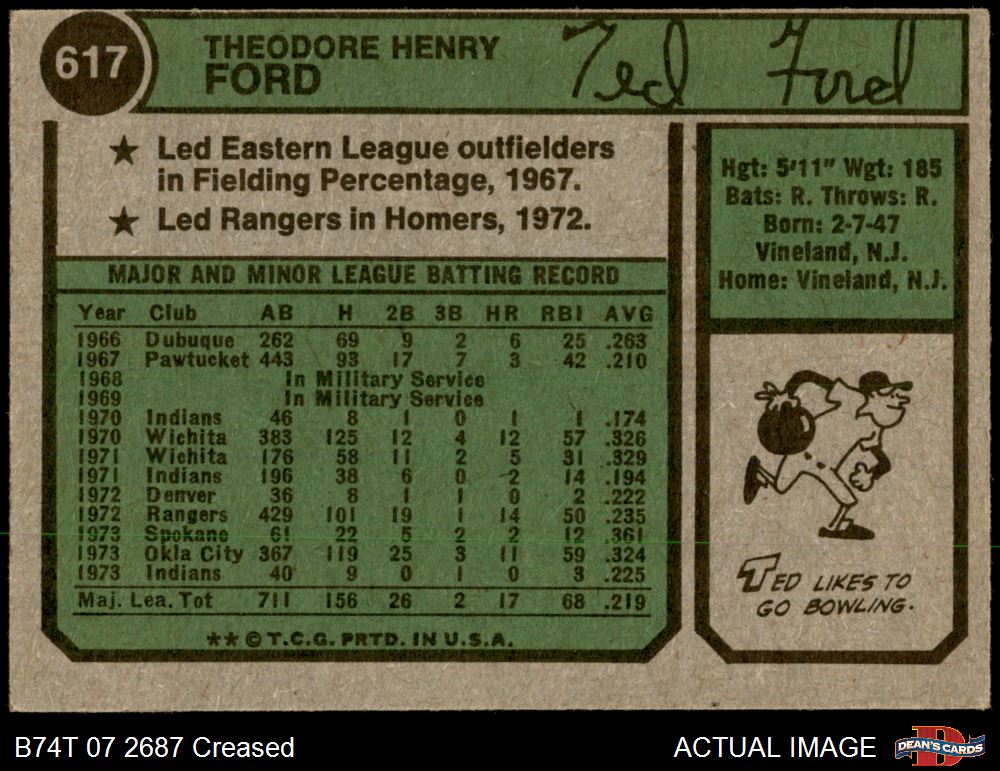 617
THEODORE HENRY
FORD
Ted Ford
★ Led Eastern League outfielders
in Fielding Percentage, 1967.
★ Led Rangers in Homers, 1972.
MAJOR AND MINOR LEAGUE BATTING RECORD
Year Club AB H 2B 3B HR RBI AVG
1966 Dubuque 262 69 9 2 6 25 .263
1967 Pawtucket 443 93 17 7 3 42 .210
1968 In Military Service
1969 In Military Service
1970 Indians 46 8 1 0 1 1 .174
1970 Wichita 383 125 12 4 12 57 .326
1971 Wichita 176 58 11 2 5 31 .329
1971 Indians 196 38 6 0 2 14 .194
1972 Denver 36 8 1 1 0 2 .222
1972 Rangers 429 101 19 1 14 50 .235
1973 Spokane 61 22 5 2 2 12 .361
1973 Okla City 367 119 25 3 11 59 .324
1973 Indians 40 9 0 1 0 3 .225
Maj. Lea. Tot 711 156 26 2 17 68 .219
** © T.C.G. PRTD. IN U.S.A.
Hgt: 5'11" Wgt: 185
Bats: R. Throws: R.
Born: 2-7-47
Vineland, N.J.
Home: Vineland, N.J.
TED LIKES TO
GO BOWLING.
B74T 07 2687 Creased
ACTUAL IMAGE
DEAN'S CARDS